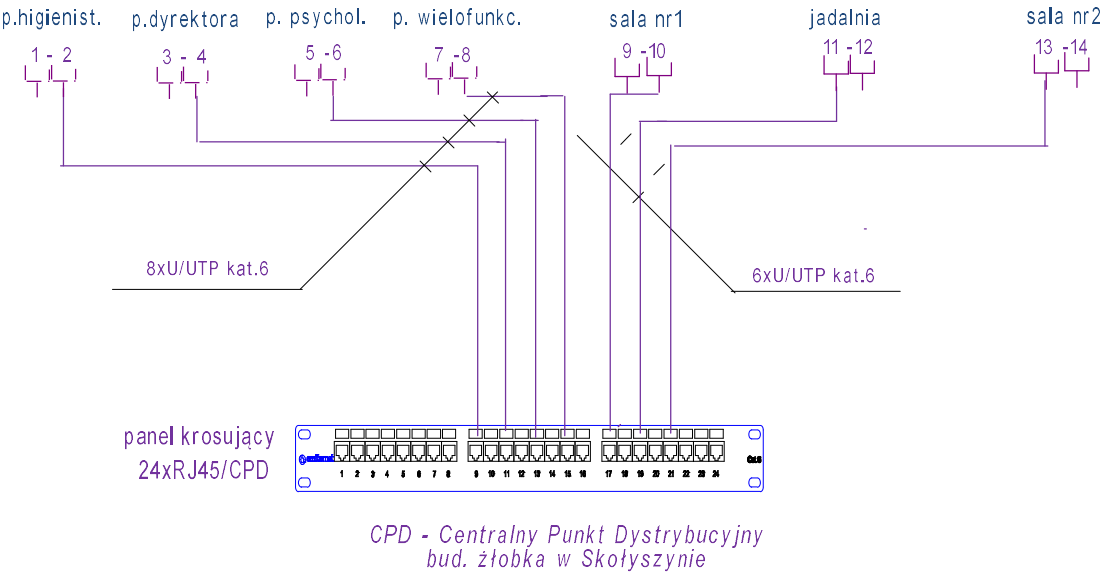 p.higienist. p.dyrektora p. psychol. p. wielofunkc. sala nr1 jadalnia sala nr2
1 - 2 3 - 4 5 -6 7 -8 9 -10 11 -12 13 -14
8xU/UTP kat.6 6xU/UTP kat.6
panel krosujący
24xRJ45/CPD
1 2 3 4 5 6 7 8 9 10 11 12 13 14 15 16 17 18 19 20 21 22 23 24
Cat.6
CPD - Centralny Punkt Dystrybucyjny
bud. żłobka w Skołyszynie